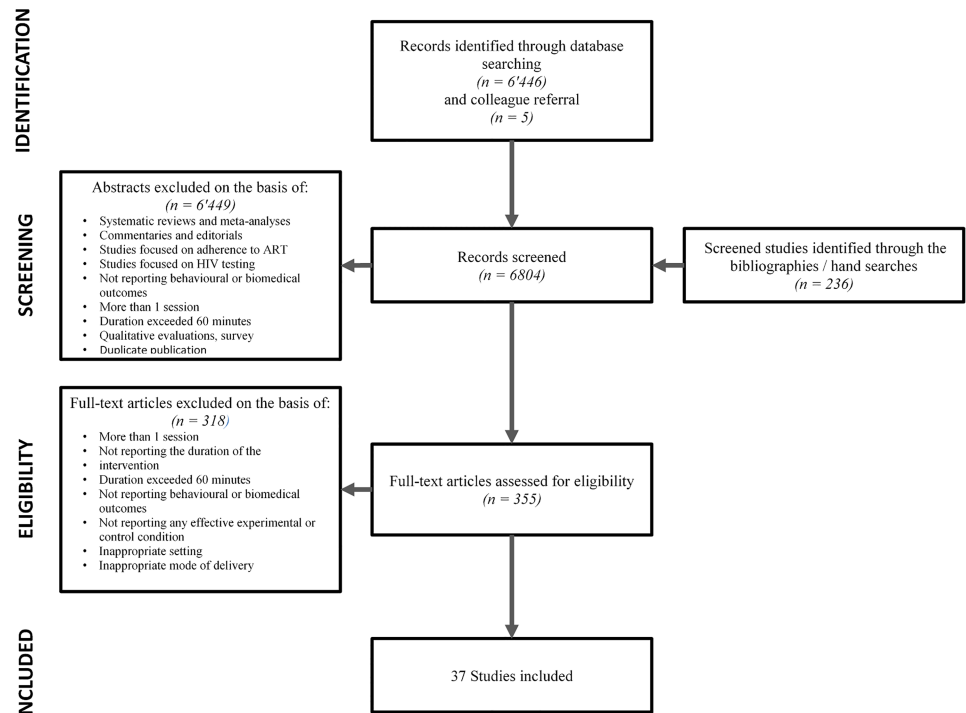 IDENTIFICATION
Records identified through database
searching
(n = 6'446)
and colleague referral
(n = 5)
SCREENING
Abstracts excluded on the basis of:
(n = 6'449)
• Systematic reviews and meta-analyses
• Commentaries and editorials
• Studies focused on adherence to ART
• Studies focused on HIV testing
• Not reporting behavioural or biomedical
outcomes
• More than 1 session
• Duration exceeded 60 minutes
• Qualitative evaluations, survey
• Duplicate publication
Records screened
(n = 6804)
Screened studies identified through the
bibliographies / hand searches
(n = 236)
ELIGIBILITY
Full-text articles excluded on the basis of:
(n = 318)
• More than 1 session
• Not reporting the duration of the
• intervention
• Duration exceeded 60 minutes
• Not reporting behavioural or biomedical
outcomes
• Not reporting any effective experimental or
control condition
• Inappropriate setting
• Inappropriate mode of delivery
Full-text articles assessed for eligibility
(n = 355)
NCLUDED
37 Studies included